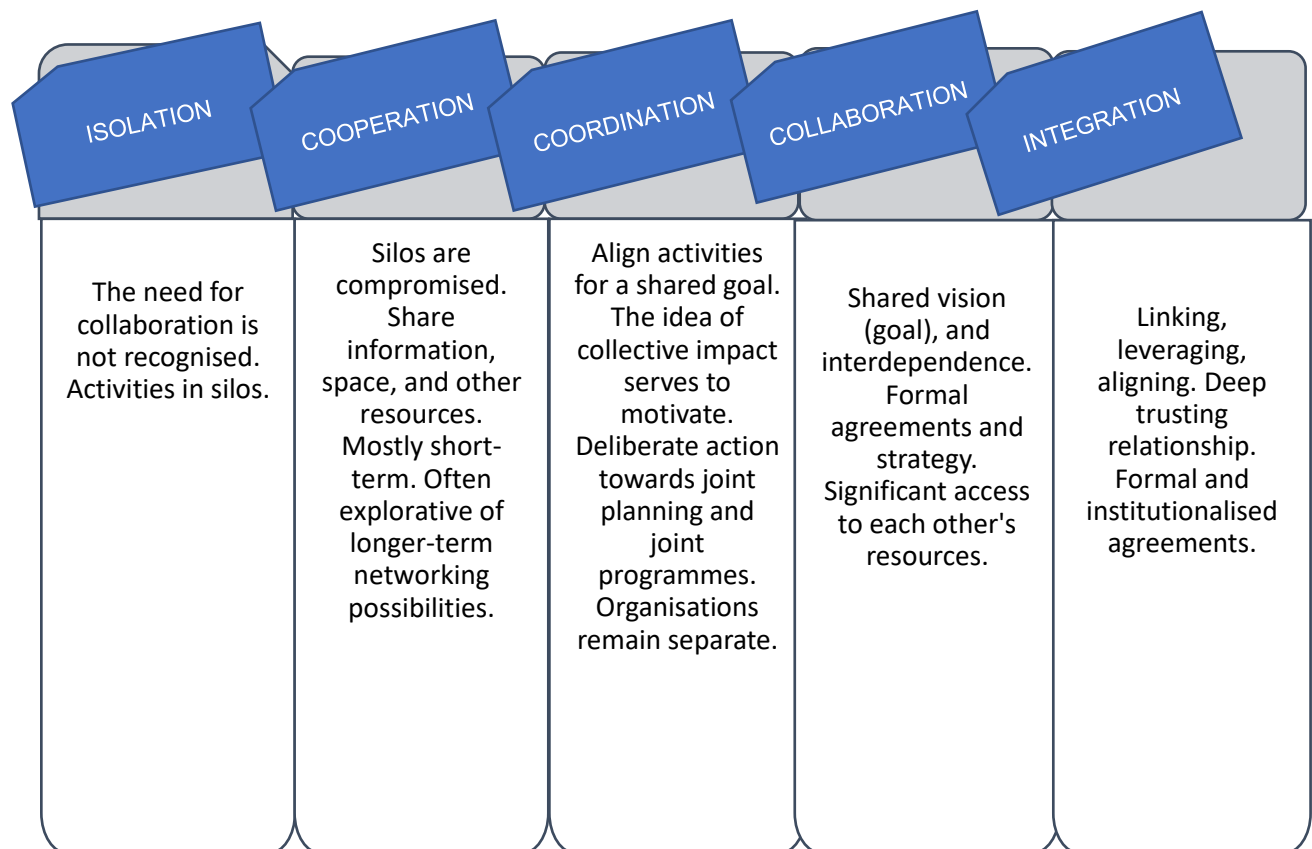 ISOLATION
COOPERATION
COORDINATION
COLLABORATION
INTEGRATION
The need for
collaboration is
not recognised.
Activities in silos.
Silos are
compromised.
Share
information,
space, and other
resources.
Mostly short-
term. Often
explorative of
longer-term
networking
possibilities.
Align activities
for a shared goal.
The idea of
collective impact
serves to
motivate.
Deliberate action
towards joint
planning and
joint
programmes.
Organisations
remain separate.
Shared vision
(goal), and
interdependence.
Formal
agreements and
strategy.
Significant access
to each other's
resources.
Linking,
leveraging,
aligning. Deep
trusting
relationship.
Formal and
institutionalised
agreements.